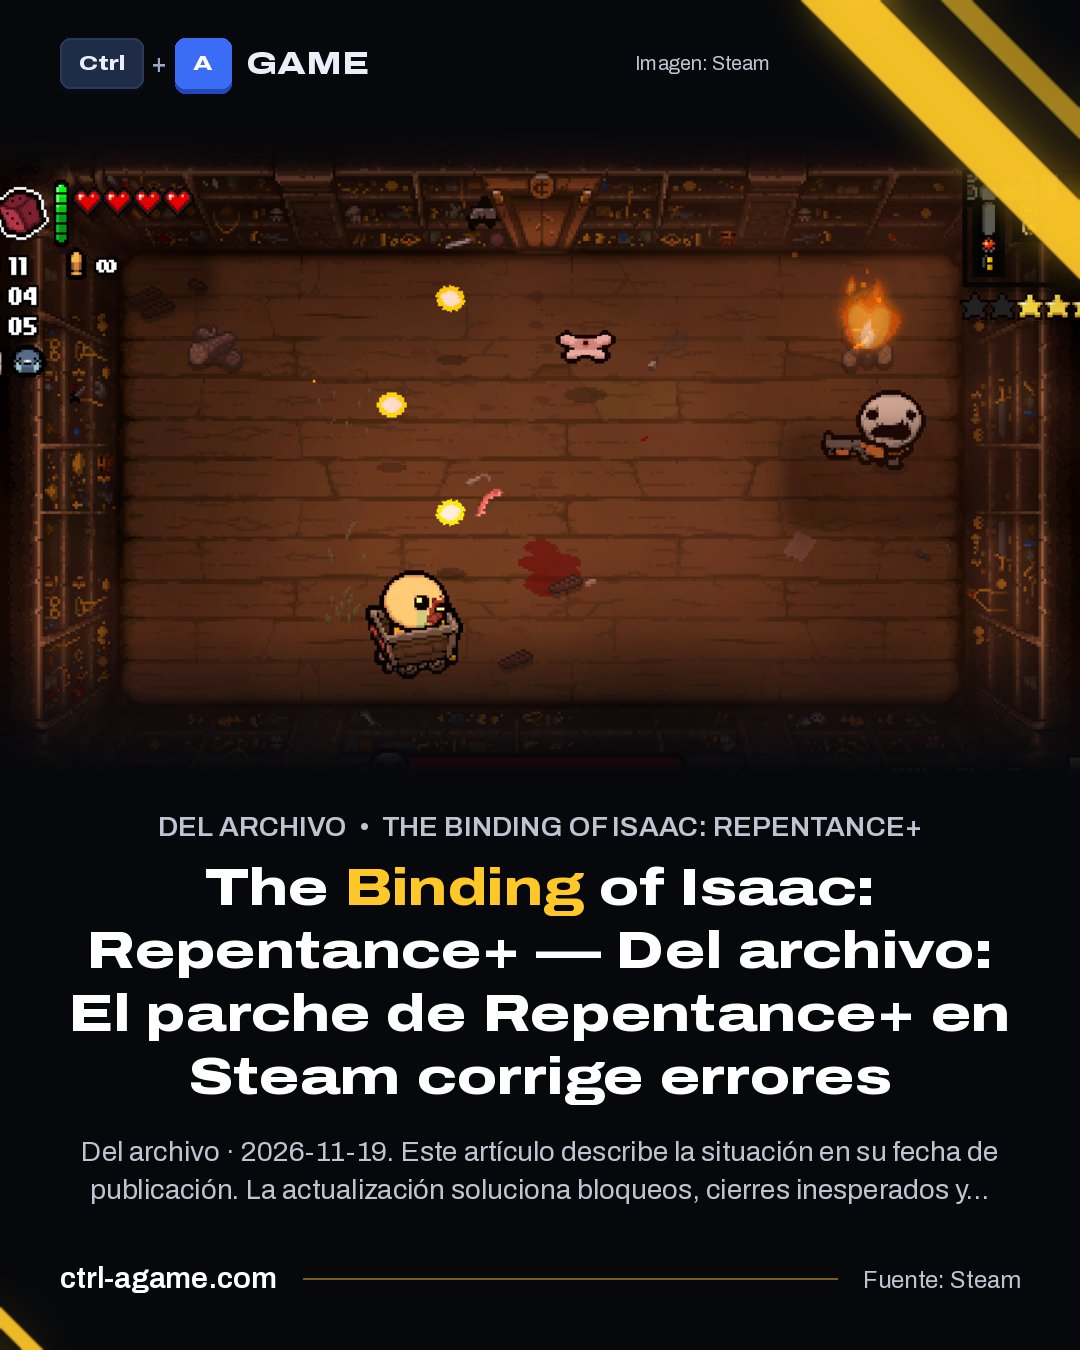 Ctrl + A GAME
Imagen: Steam
11
∞
04
05
DEL ARCHIVO • THE BINDING OF ISAAC: REPENTANCE+
The Binding of Isaac:
Repentance+ — Del archivo:
El parche de Repentance+ en
Steam corrige errores
Del archivo · 2026-11-19. Este artículo describe la situación en su fecha de
publicación. La actualización soluciona bloqueos, cierres inesperados y...
ctrl-agame.com
Fuente: Steam